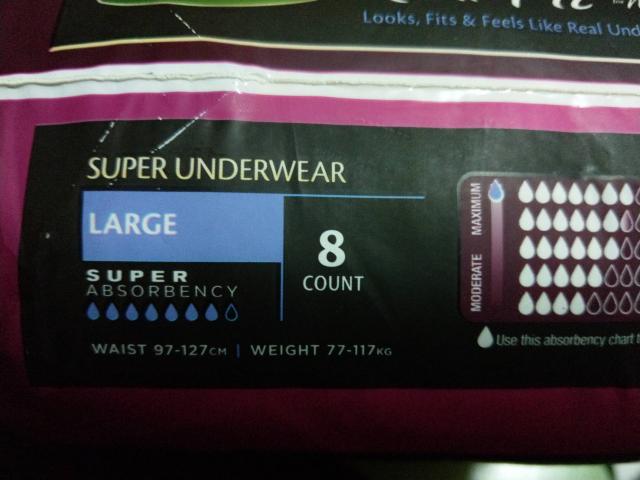 Looks, Fits & Feels Like Real
SUPER UNDERWEAR
LARGE
8
COUNT
SUPER
ABSORBENCY
WAIST 97-127CM | WEIGHT 77-117KG
MAXIMUM
MODERATE
Use this absorbency chart